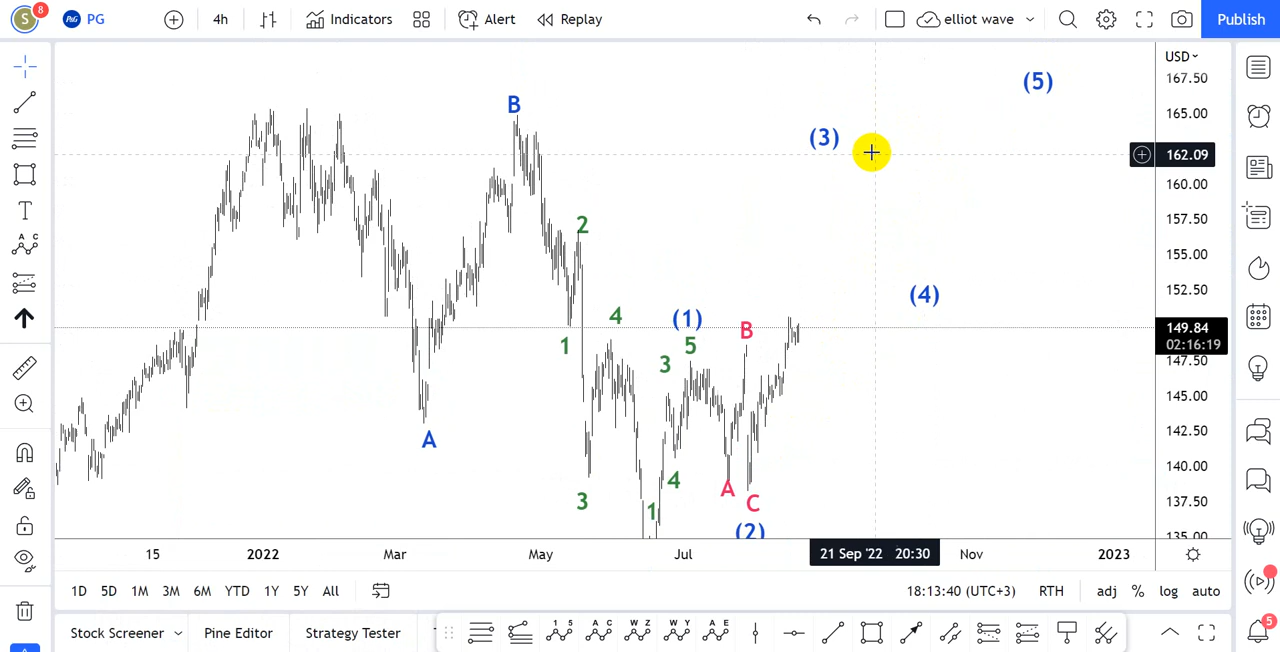 S 8 P&G PG 4h Indicators Alert Replay elliot wave Publish
USD
167.50
(5)
165.00
B
(3)
162.09
160.00
157.50
2
155.00
152.50
(4)
4
(1)
B
149.84
02:16:19
1
5
3
147.50
145.00
142.50
A
140.00
4
A
3
1
C
137.50
(2)
135.00
15 2022 Mar May Jul 21 Sep '22 20:30 Nov 2023
1D 5D 1M 3M 6M YTD 1Y 5Y All 18:13:40 (UTC+3) RTH adj % log auto
Stock Screener Pine Editor Strategy Tester
1 5 A C W Z W Y A E
T
A C
5